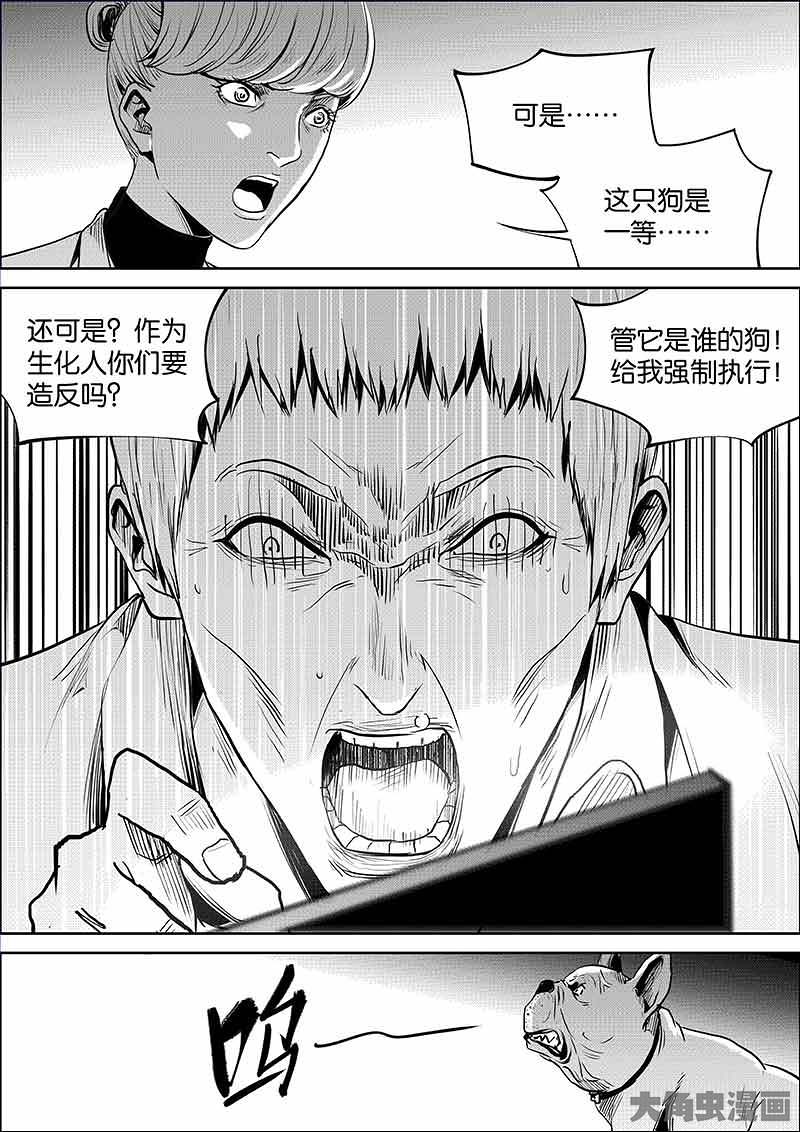 可是……
这只狗是
一等……
还可是？作为
生化人你们要
造反吗？
管它是谁的狗！
给我强制执行！
呜——
大角虫漫画